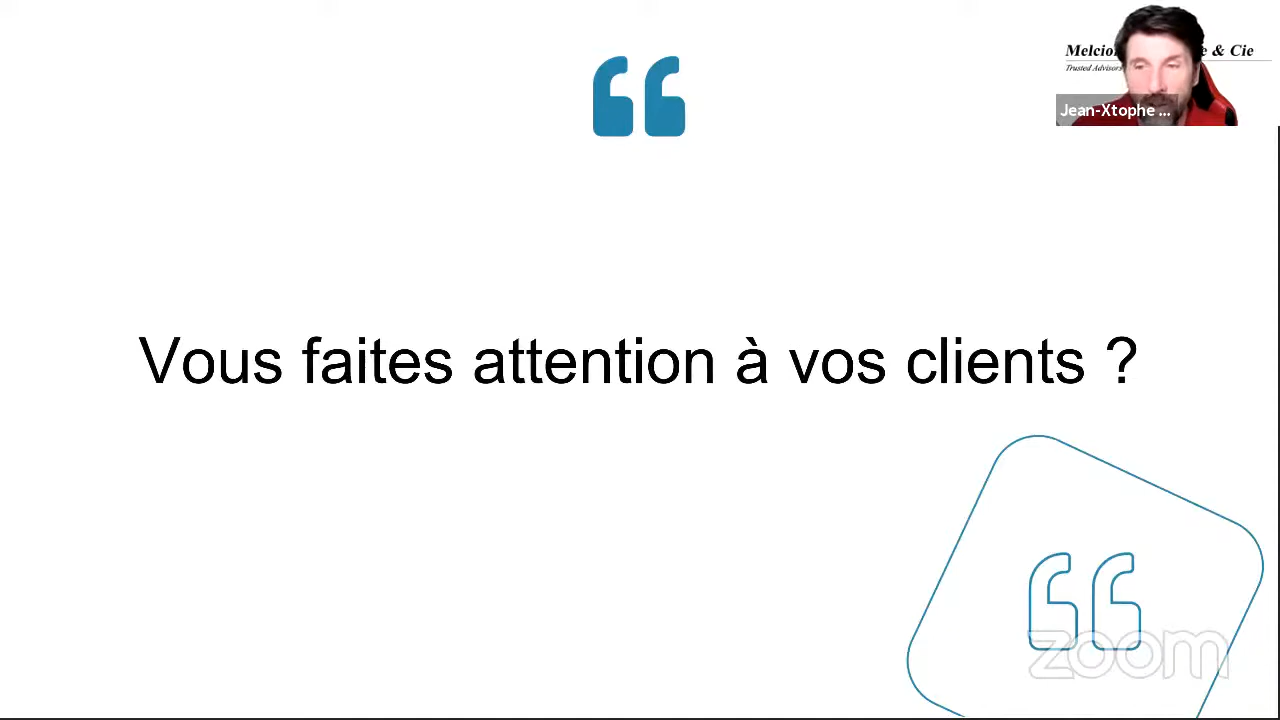 & Cie
Trusted Advisors
Jean-Xtophe ...
Vous faites attention à vos clients ?
zoom